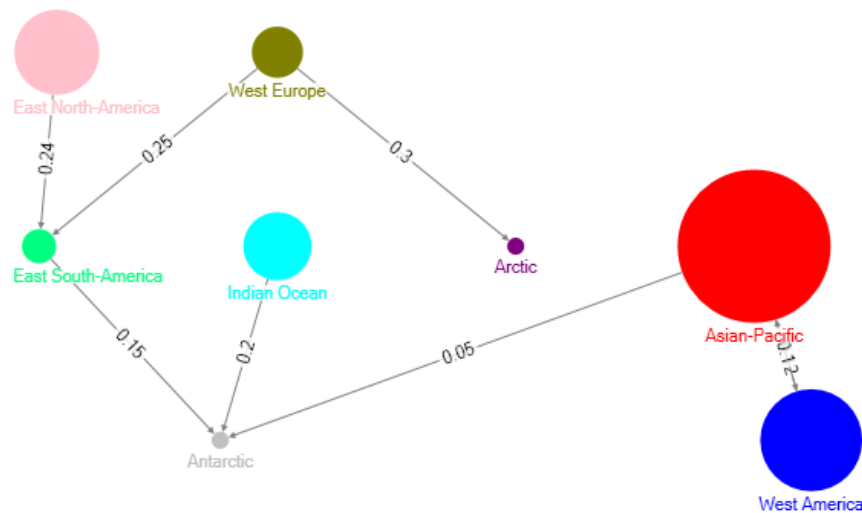 East North-America
West Europe
0.24
0.25
0.3
East South-America
Indian Ocean
Arctic
Asian-Pacific
0.15
0.2
0.05
0.12
Antarctic
West America